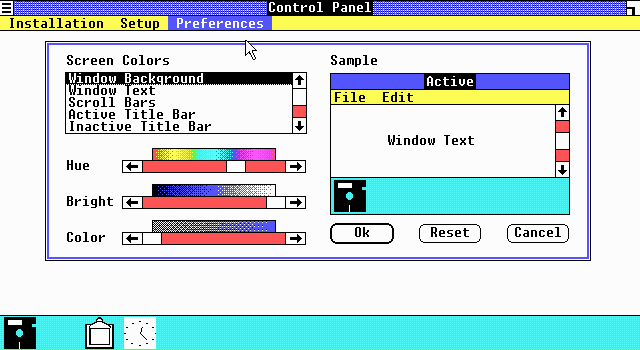 Control Panel
Installation Setup Preferences
Screen Colors
Window Background
Window Text
Scroll Bars
Active Title Bar
Inactive Title Bar
Hue
Bright
Color
Sample
Active
File Edit
Window Text
Ok Reset Cancel